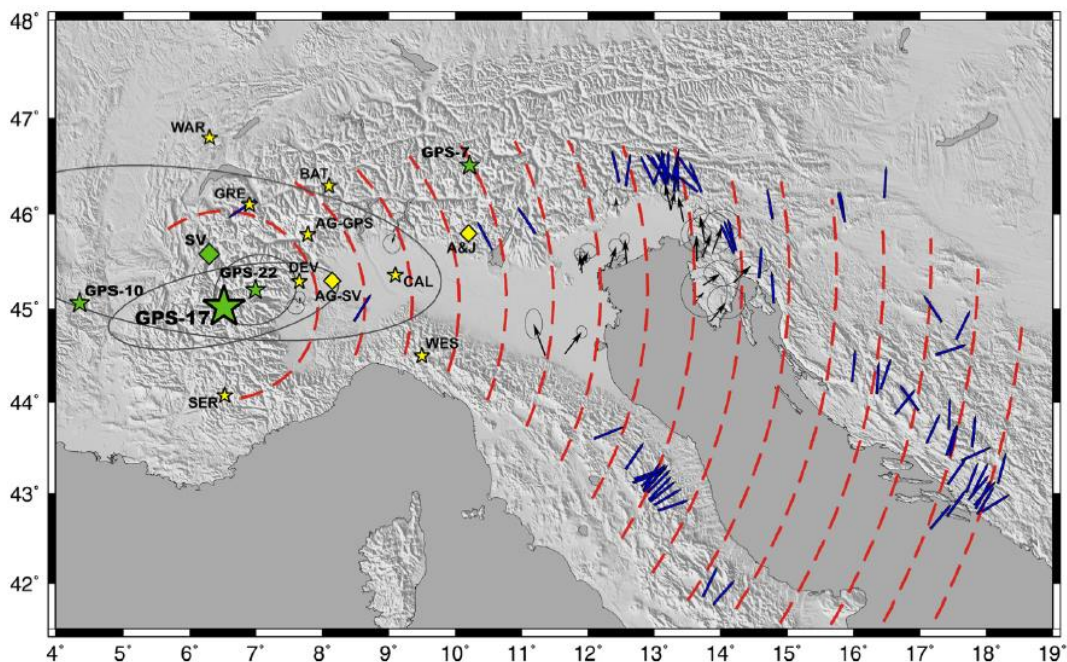 48°
47°
WAR
GPS-7
BAT
46°
GRE
AG-GPS
SV
A&J
GPS-22
DEV
CAL
GPS-10
AG-SV
45°
GPS-17
WES
44°
SER
43°
42°
4° 5° 6° 7° 8° 9° 10° 11° 12° 13° 14° 15° 16° 17° 18° 19°